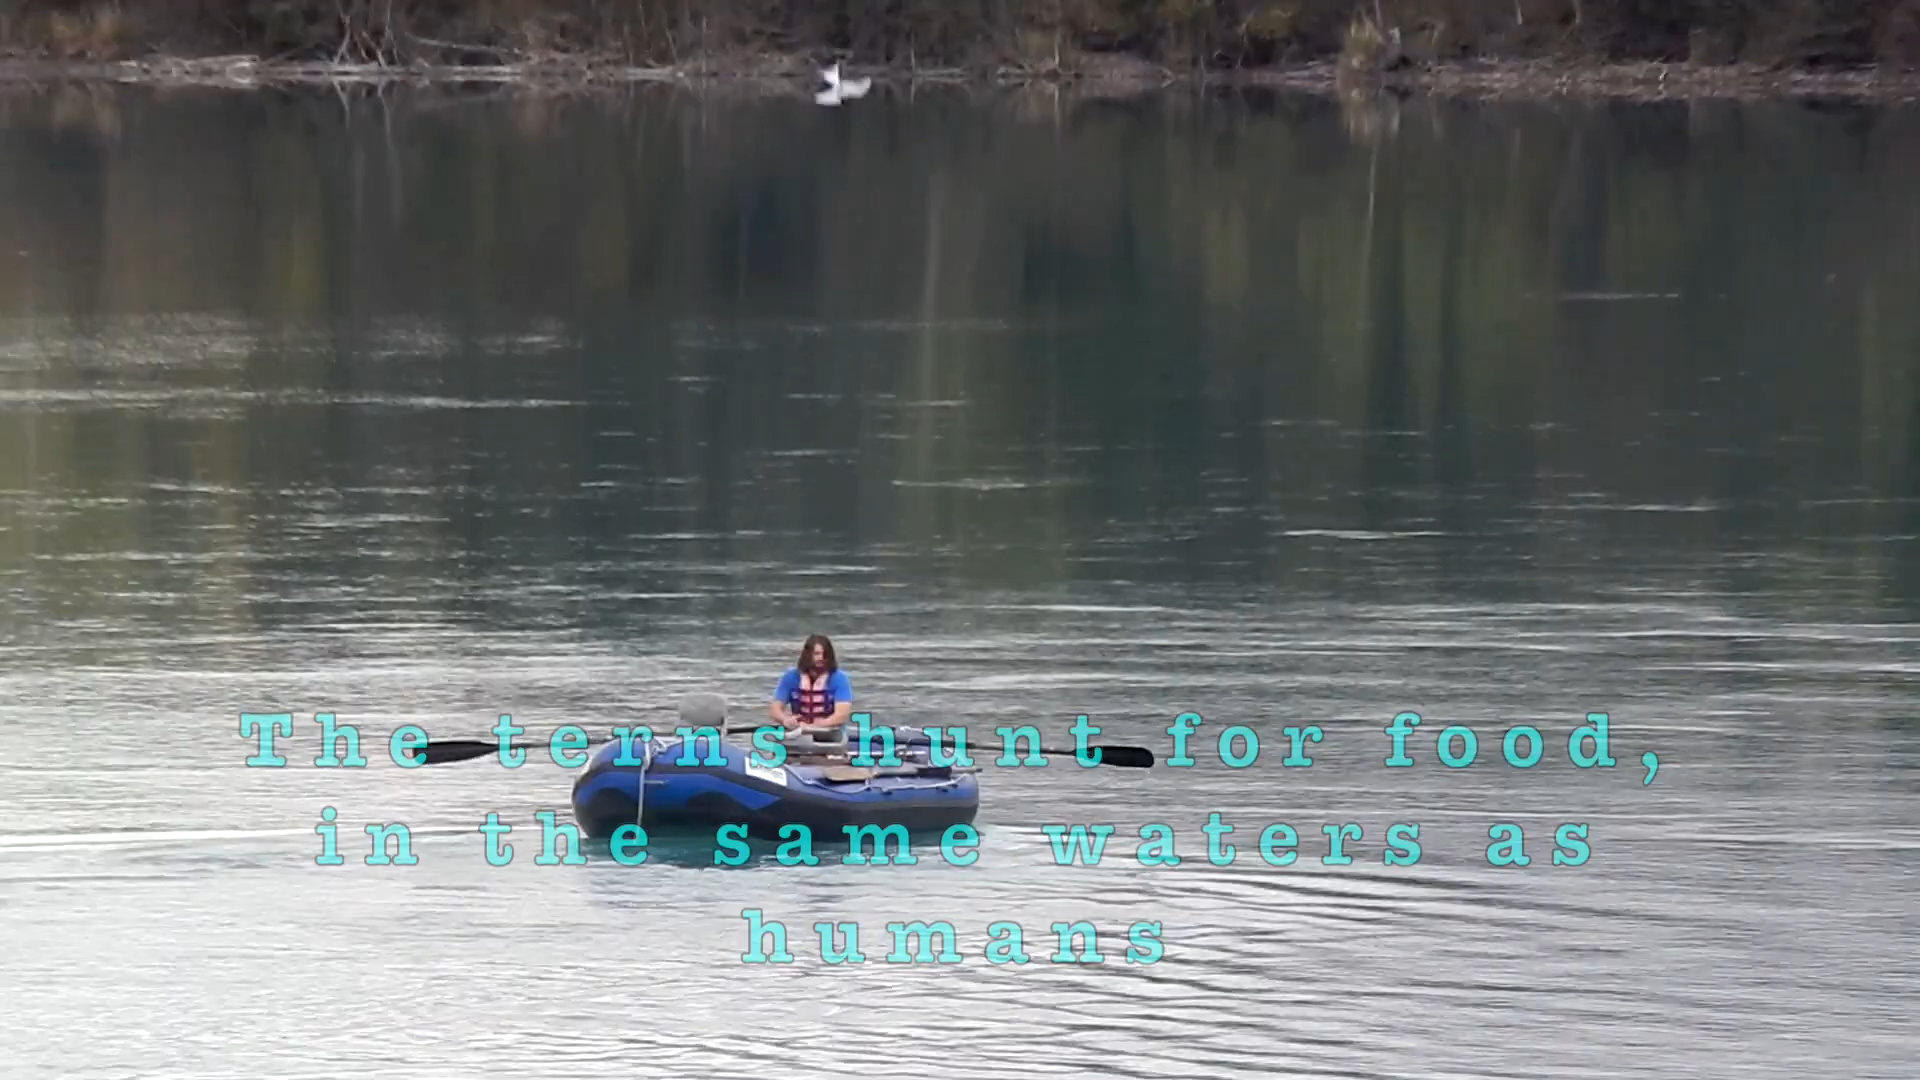 The terns hunt for food,
in the same waters as
humans